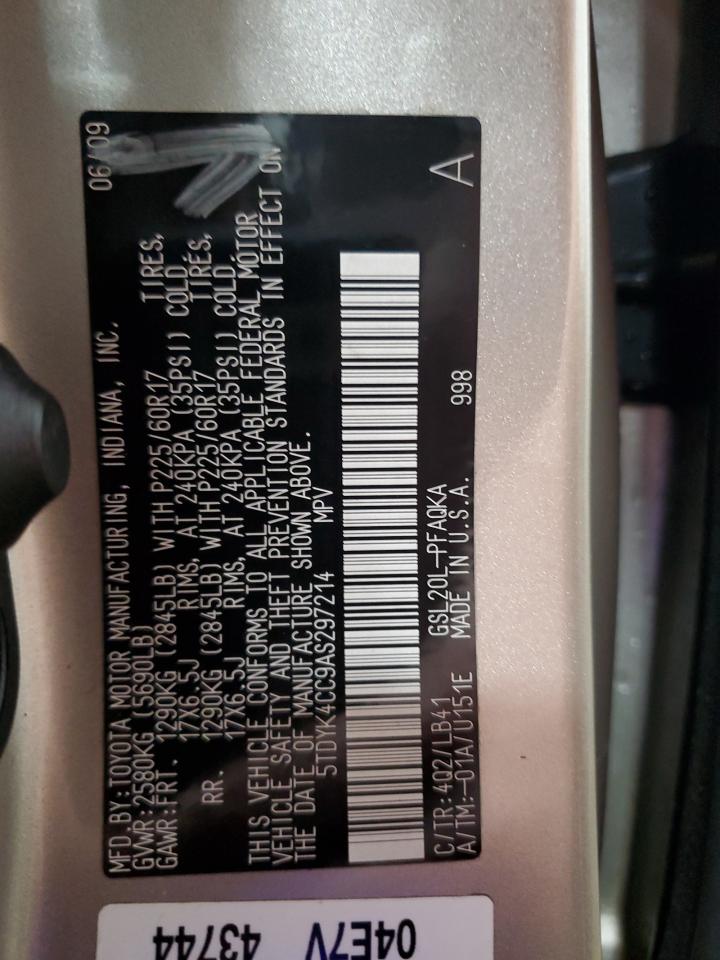 MFD.BY:TOYOTA MOTOR MANUFACTURING, INDIANA, INC. 06/09
GVWR:2580KG (5690LB)
GAWR:FRT. 1290KG (2845LB) WITH P225/60R17 TIRES,
17X6.5J RIMS, AT 240KPA (35PSI) COLD
RR. 1290KG (2845LB) WITH P225/60R17 TIRES,
17X6.5J RIMS, AT 240KPA (35PSI) COLD.
THIS VEHICLE CONFORMS TO ALL APPLICABLE FEDERAL MOTOR
VEHICLE SAFETY AND THEFT PREVENTION STANDARDS IN EFFECT ON
THE DATE OF MANUFACTURE SHOWN ABOVE.
5TDYK4CC9AS297214 MPV
C/TR:4Q2/LB41 GSL20L-PFAQKA
A/TM:-01A/U151E MADE IN U.S.A. 998 A
04E7V
43744